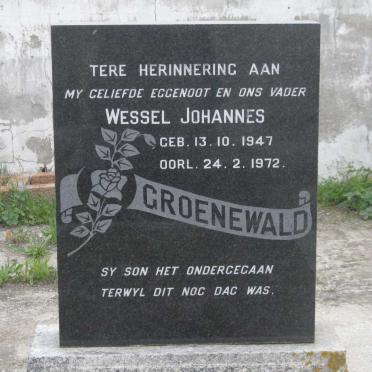 TERE HERINNERING AAN
MY GELIEFDE EGGENOOT EN ONS VADER
WESSEL JOHANNES
GEB. 13. 10. 1947
OORL. 24. 2. 1972.
GROENEWALD
SY SON HET ONDERGEGAAN
TERWYL DIT NOG DAG WAS.